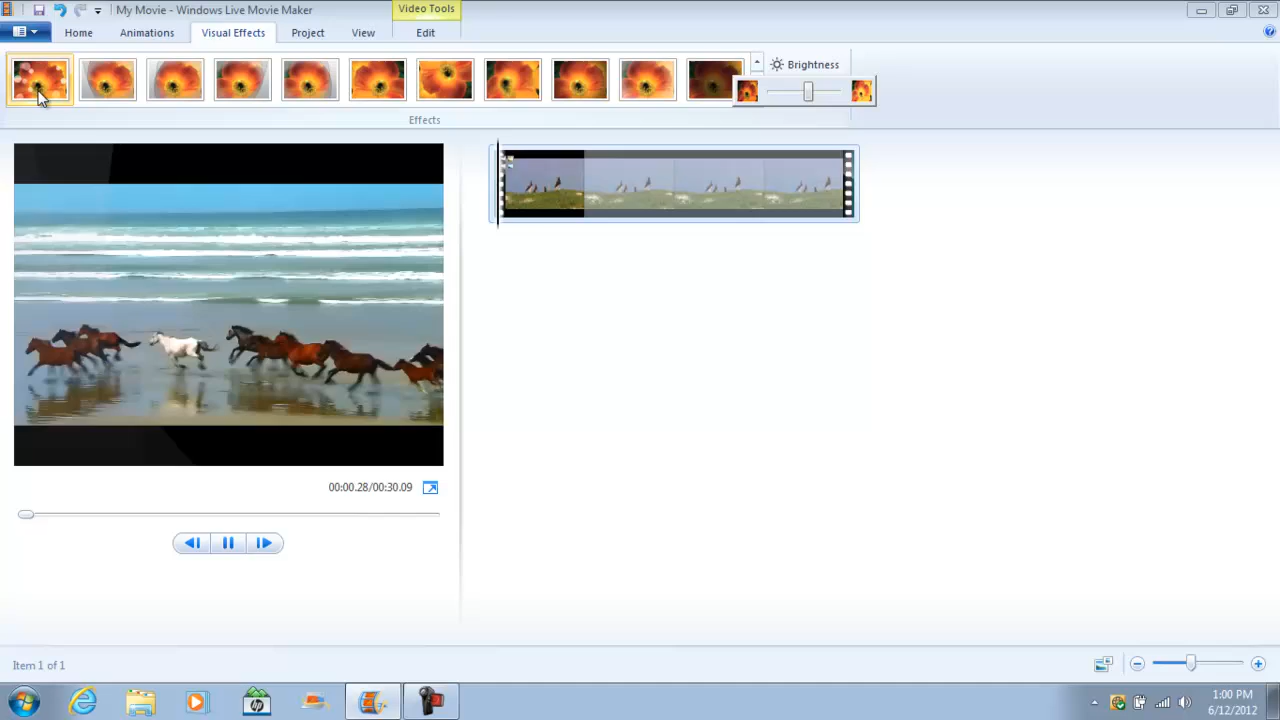 My Movie - Windows Live Movie Maker
Video Tools
Home
Animations
Visual Effects
Project
View
Edit
Brightness
Effects
00:00.28/00:30.09
Item 1 of 1
hp
1:00 PM
6/12/2012